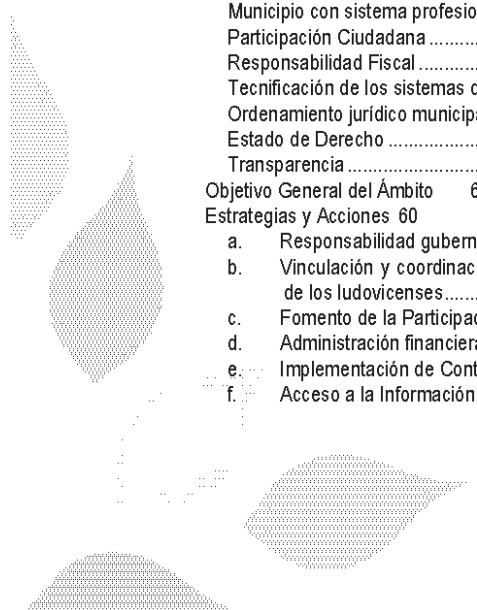 Municipio con sistema profesio
Participación Ciudadana ..........
Responsabilidad Fiscal .............
Tecnificación de los sistemas d
Ordenamiento jurídico municipa
Estado de Derecho ..................
Transparencia ..........................
Objetivo General del Ámbito 6
Estrategias y Acciones 60
a. Responsabilidad gubern
b. Vinculación y coordinac
de los ludovicenses.......
c. Fomento de la Participac
d. Administración financiera
e. Implementación de Cont
f. Acceso a la Información